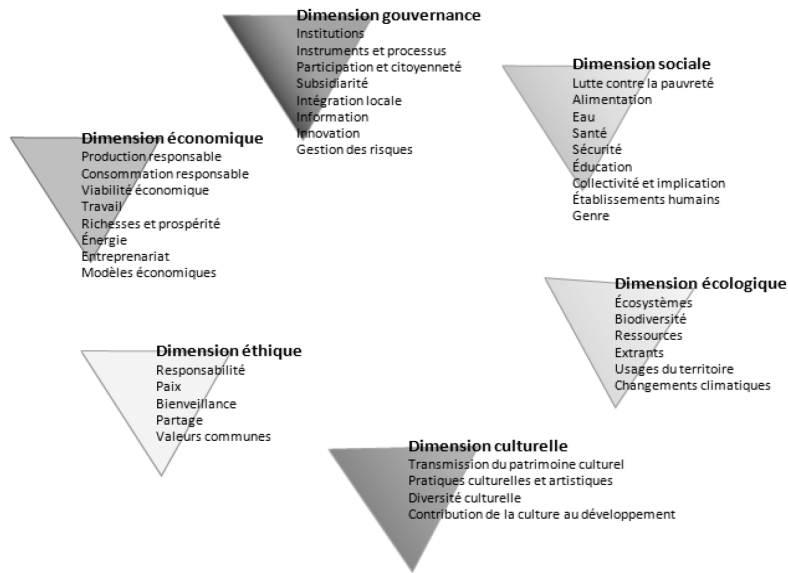 Dimension gouvernance
Institutions
Instruments et processus
Participation et citoyenneté
Subsidiarité
Intégration locale
Information
Innovation
Gestion des risques
Dimension sociale
Lutte contre la pauvreté
Alimentation
Eau
Santé
Sécurité
Éducation
Collectivité et implication
Établissements humains
Genre
Dimension économique
Production responsable
Consommation responsable
Viabilité économique
Travail
Richesses et prospérité
Énergie
Entreprenariat
Modèles économiques
Dimension écologique
Écosystèmes
Biodiversité
Ressources
Extrants
Usages du territoire
Changements climatiques
Dimension éthique
Responsabilité
Paix
Bienveillance
Partage
Valeurs communes
Dimension culturelle
Transmission du patrimoine culturel
Pratiques culturelles et artistiques
Diversité culturelle
Contribution de la culture au développement